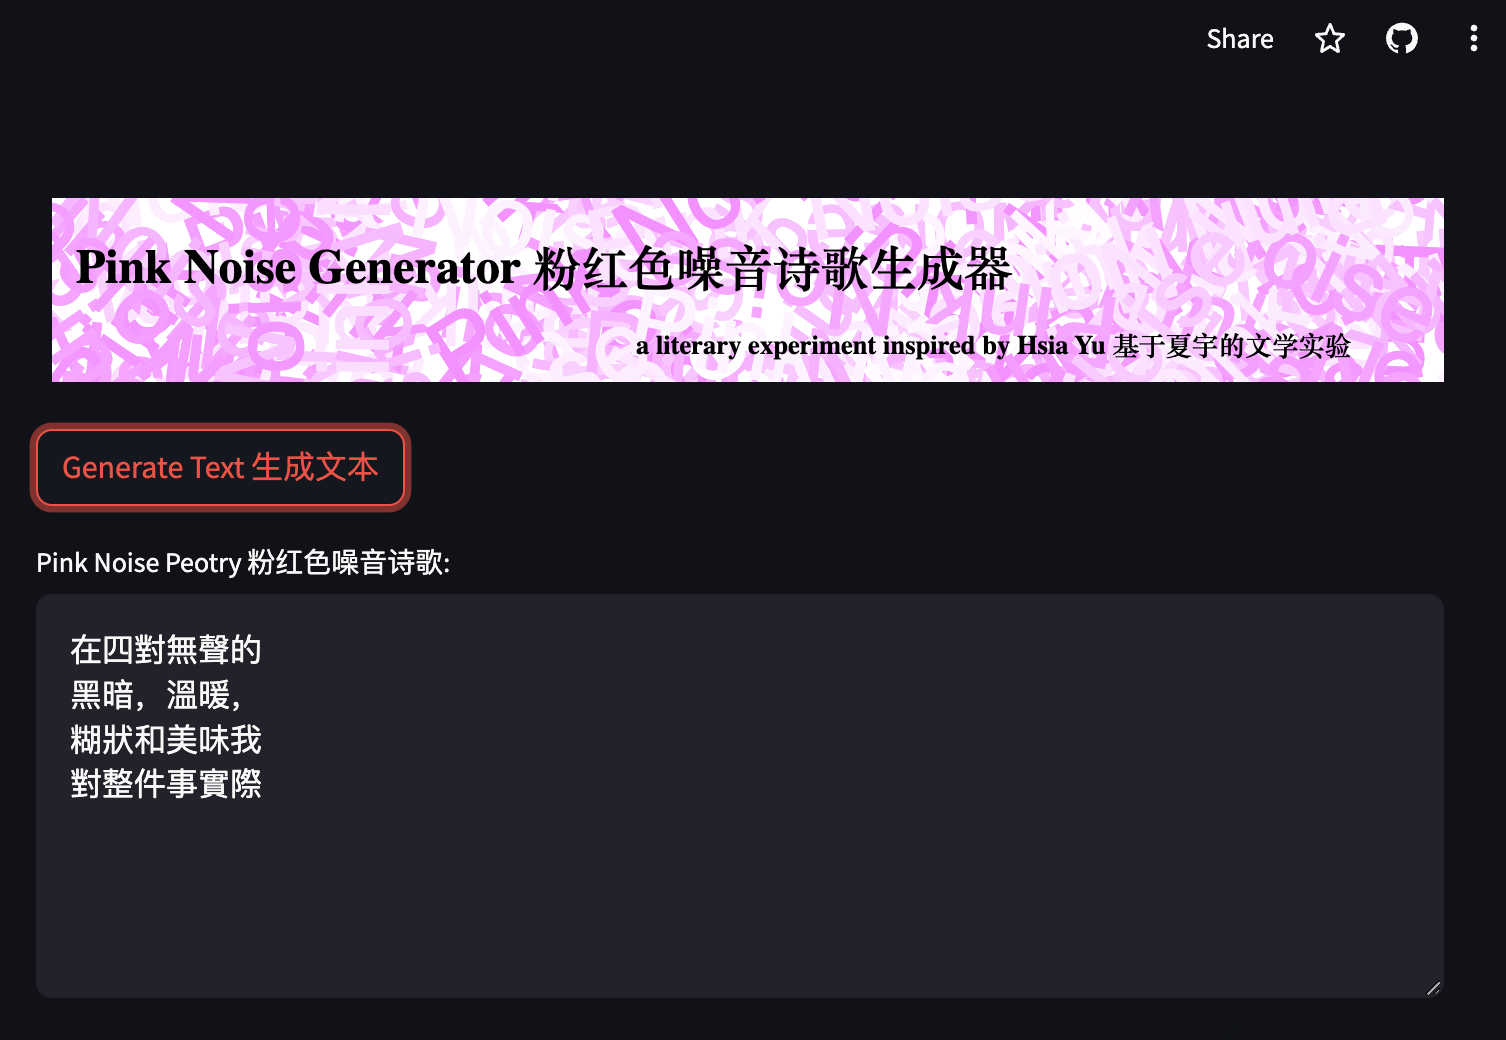 Share
Pink Noise Generator 粉红色噪音诗歌生成器
a literary experiment inspired by Hsia Yu 基于夏宇的文学实验
Generate Text 生成文本
Pink Noise Peotry 粉红色噪音诗歌:
在四對無聲的
黑暗，溫暖，
糊狀和美味我
對整件事實際